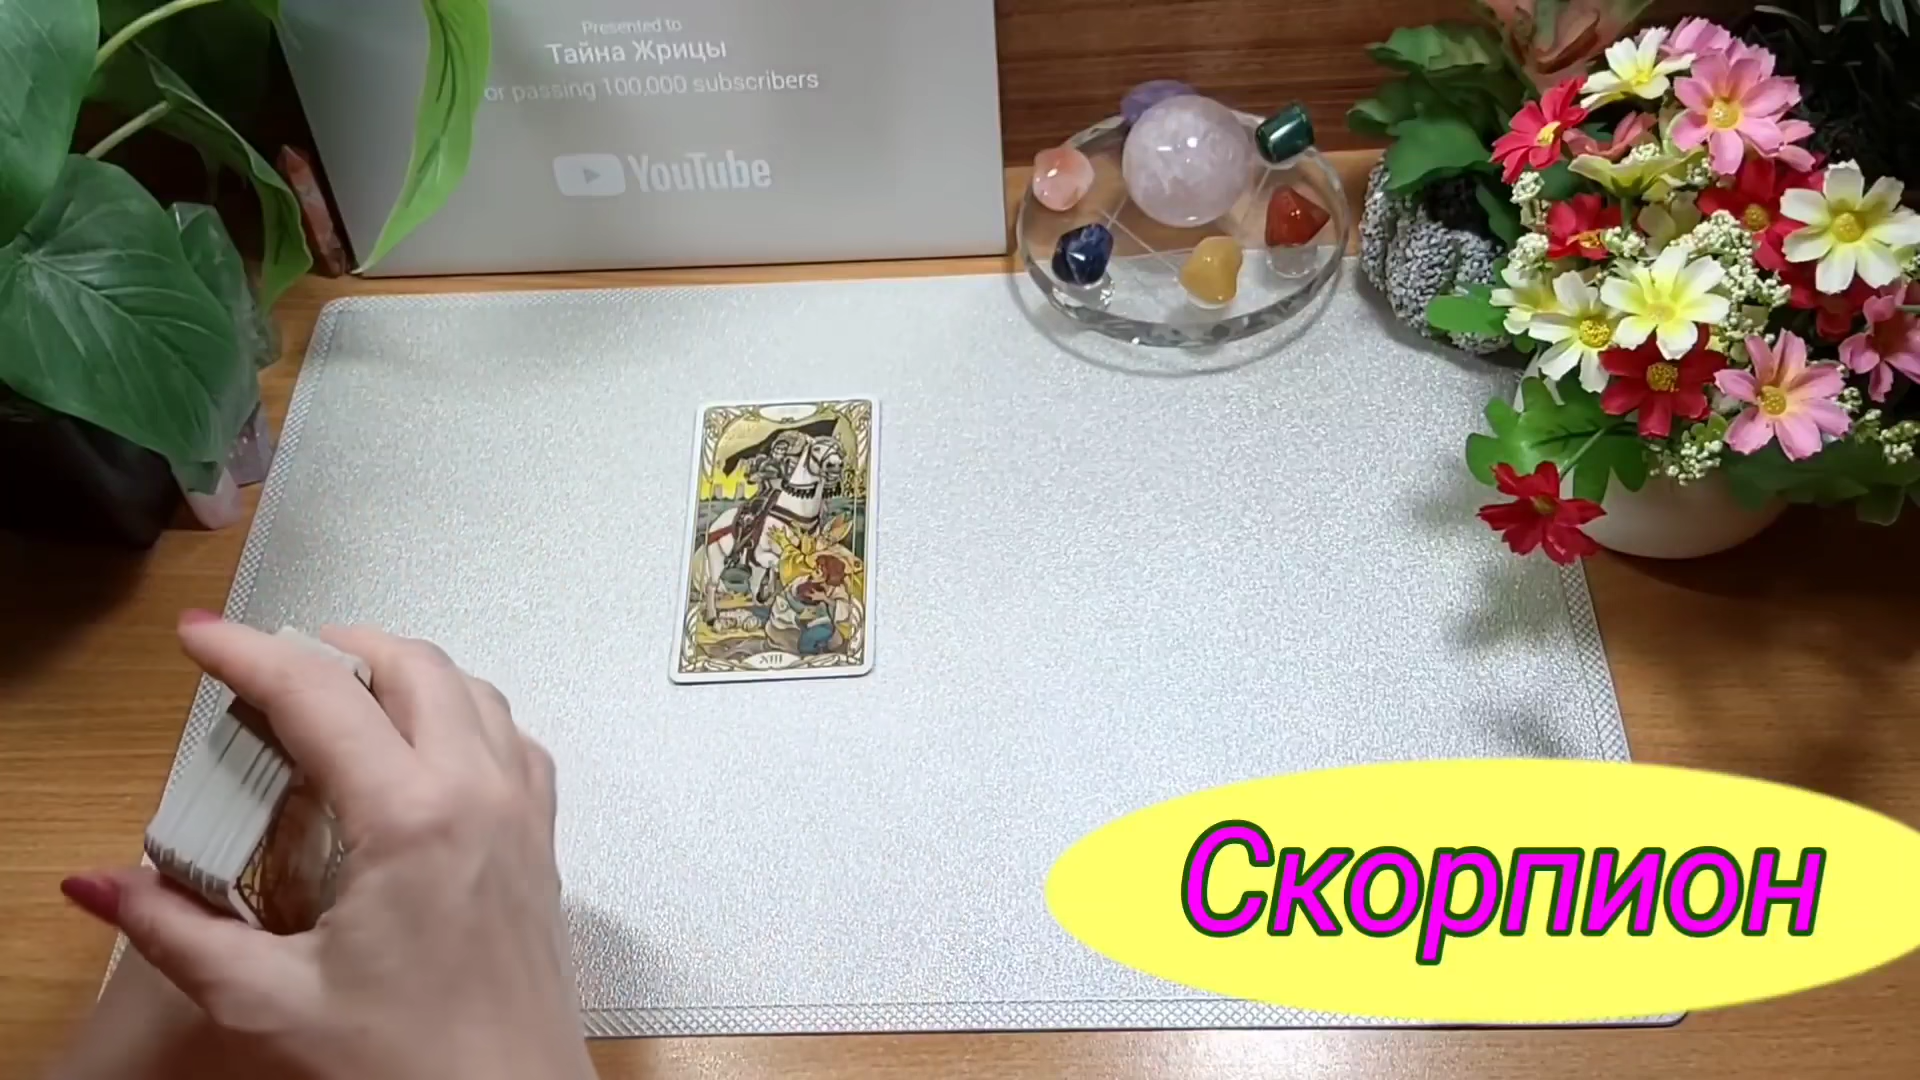 Presented to
Тайна Жрицы
or passing 100,000 subscribers
YouTube
XIII
Скорпион